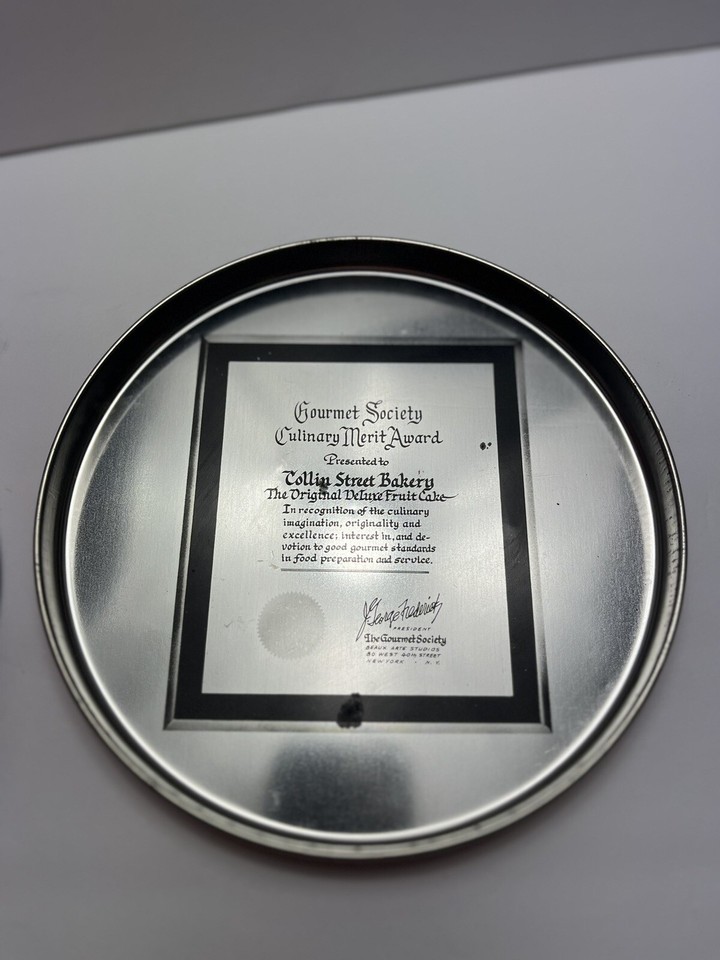 Gourmet Society
Culinary Merit Award
Presented to
Collin Street Bakery
The Original DeLuxe Fruit Cake
In recognition of the culinary
imagination, originality and
excellence; interest in, and de-
votion to good gourmet standards
in food preparation and service.
J George Frederick
PRESIDENT
The Gourmet Society
BEAUX ARTS STUDIOS
80 WEST 40th STREET
NEW YORK - N. Y.